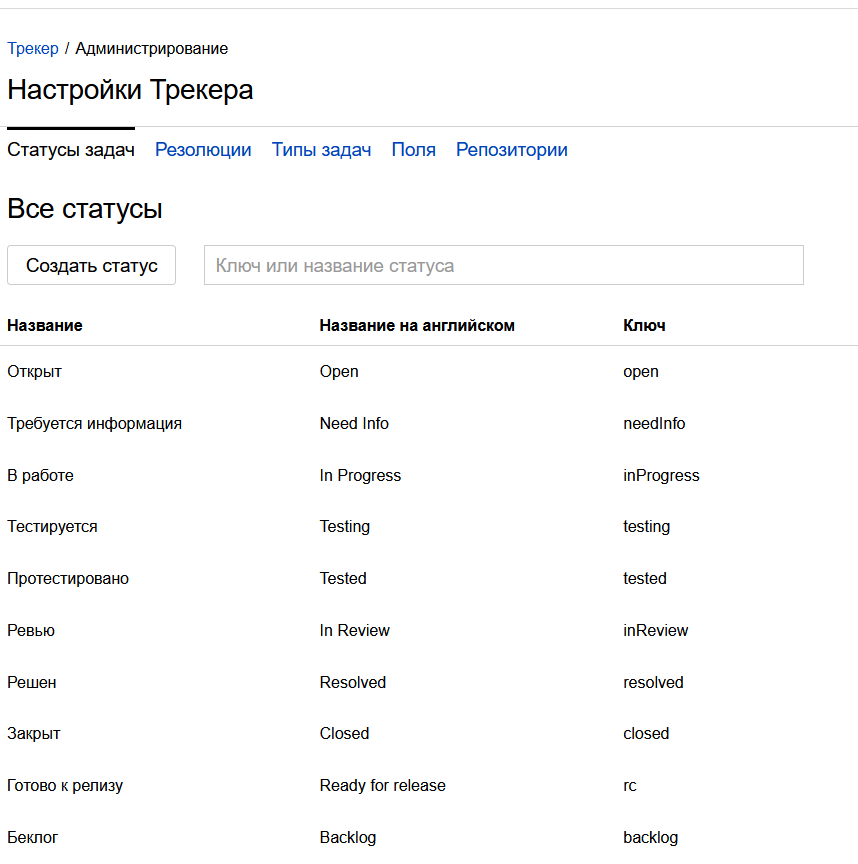 Трекер / Администрирование
Настройки Трекера
Статусы задач Резолюции Типы задач Поля Репозитории
Все статусы
Создать статус Ключ или название статуса
Название Название на английском Ключ
Открыт Open open
Требуется информация Need Info needInfo
В работе In Progress inProgress
Тестируется Testing testing
Протестировано Tested tested
Ревью In Review inReview
Решен Resolved resolved
Закрыт Closed closed
Готово к релизу Ready for release rc
Беклог Backlog backlog